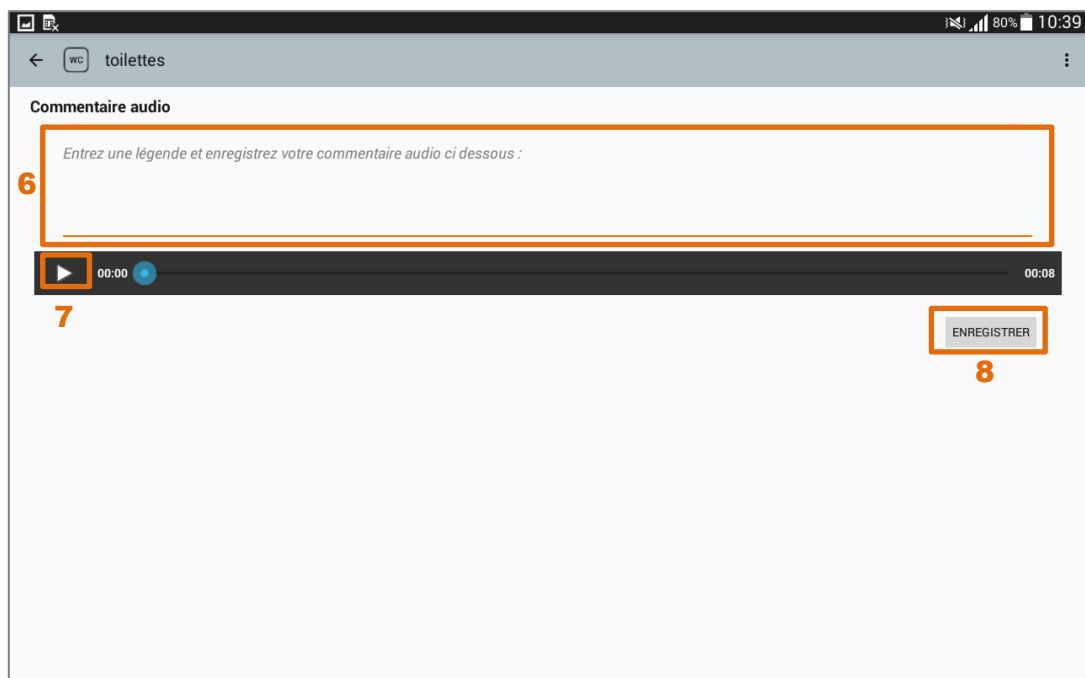 80% 10:39
WC toilettes
Commentaire audio
Entrez une légende et enregistrez votre commentaire audio ci dessous :
6
00:00 00:08
7
ENREGISTRER
8